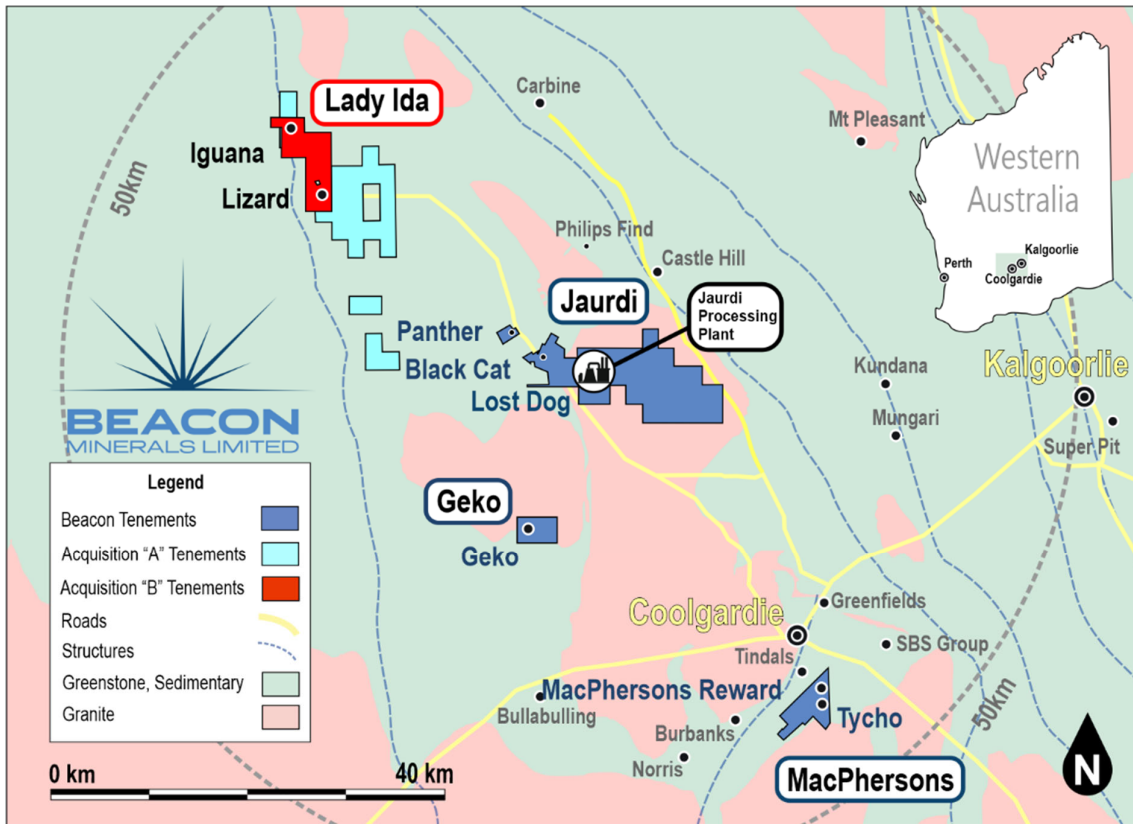 Carbine
Mt Pleasant
Lady Ida
Iguana
Lizard
50km
Western
Australia
Perth
Kalgoorlie
Coolgardie
Philips Find
Castle Hill
Jaurdi
Jaurdi
Processing
Plant
Panther
Black Cat
Lost Dog
Kundana
Kalgoorlie
Mungari
Super Pit
BEACON
MINERALS LIMITED
Legend
Beacon Tenements
Acquisition "A" Tenements
Acquisition "B" Tenements
Roads
Structures
Greenstone, Sedimentary
Granite
Geko
Geko
Coolgardie
Greenfields
SBS Group
Tindals
MacPhersons Reward
Tycho
Bullabulling
Burbanks
Norris
50km
MacPhersons
N
0 km
40 km